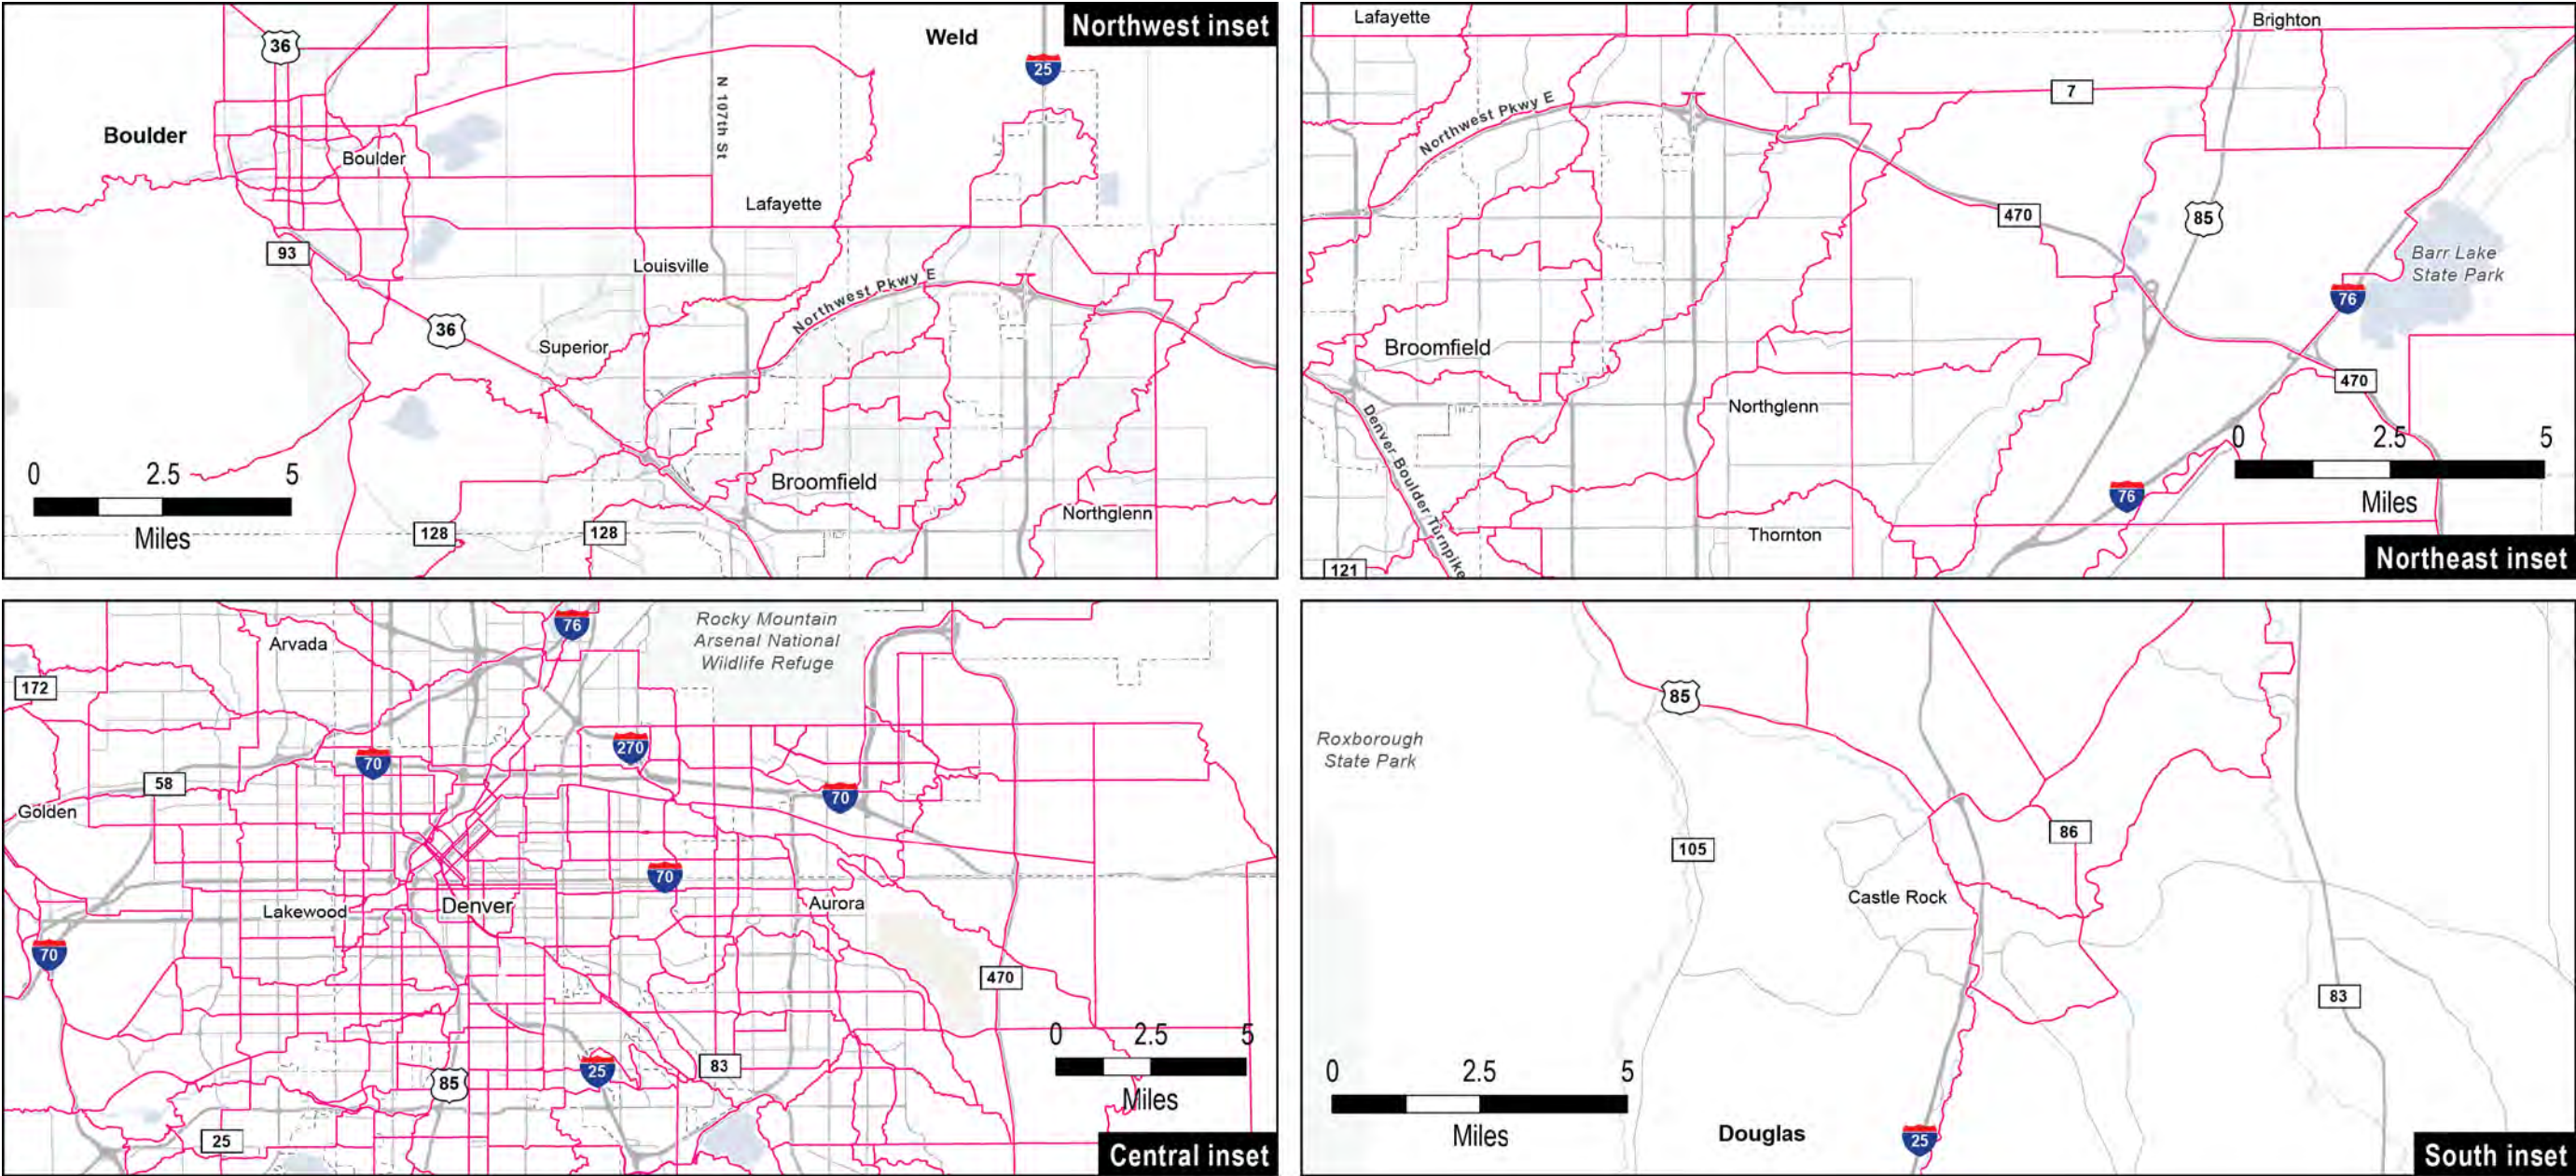 Northwest inset
36
Weld
25
N 107th St
Boulder
Boulder
Lafayette
93
Louisville
Northwest Pkwy E
36
Superior
0 2.5 5
Miles
Broomfield
Northglenn
128
128
Lafayette
Brighton
7
Northwest Pkwy E
470
85
Barr Lake
State Park
76
Broomfield
470
Northglenn
Denver Boulder Turnpike
0 2.5 5
Miles
76
Thornton
121
Northeast inset
76
Rocky Mountain
Arsenal National
Wildlife Refuge
Arvada
172
270
70
58
70
Golden
70
Lakewood
Denver
Aurora
70
470
0 2.5 5
Miles
83
25
85
25
Central inset
85
Roxborough
State Park
86
105
Castle Rock
83
0 2.5 5
Miles
Douglas
25
South inset